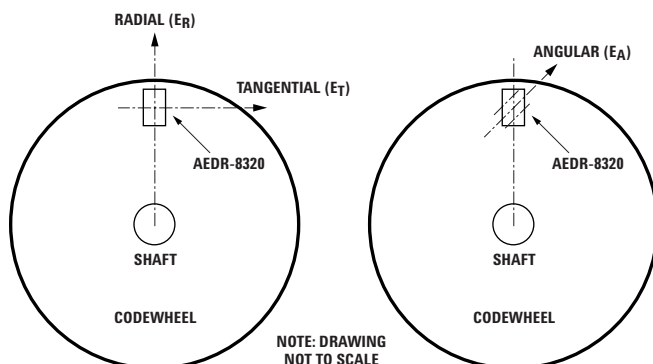 RADIAL (ER)
TANGENTIAL (ET)
AEDR-8320
SHAFT
CODEWHEEL
ANGULAR (EA)
AEDR-8320
SHAFT
CODEWHEEL
NOTE: DRAWING
NOT TO SCALE